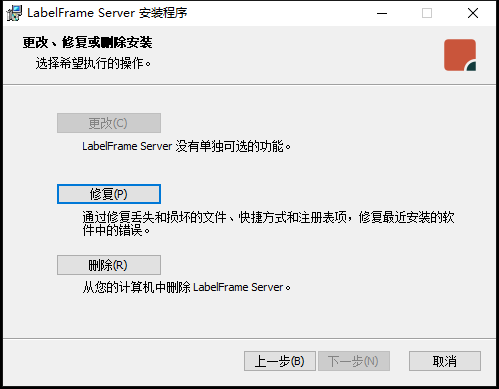 LabelFrame Server 安装程序
更改、修复或删除安装
选择希望执行的操作。
更改(C)
LabelFrame Server 没有单独可选的功能。
修复(P)
通过修复丢失和损坏的文件、快捷方式和注册表项，修复最近安装的软
件中的错误。
删除(R)
从您的计算机中删除 LabelFrame Server。
上一步(B) 下一步(N) 取消